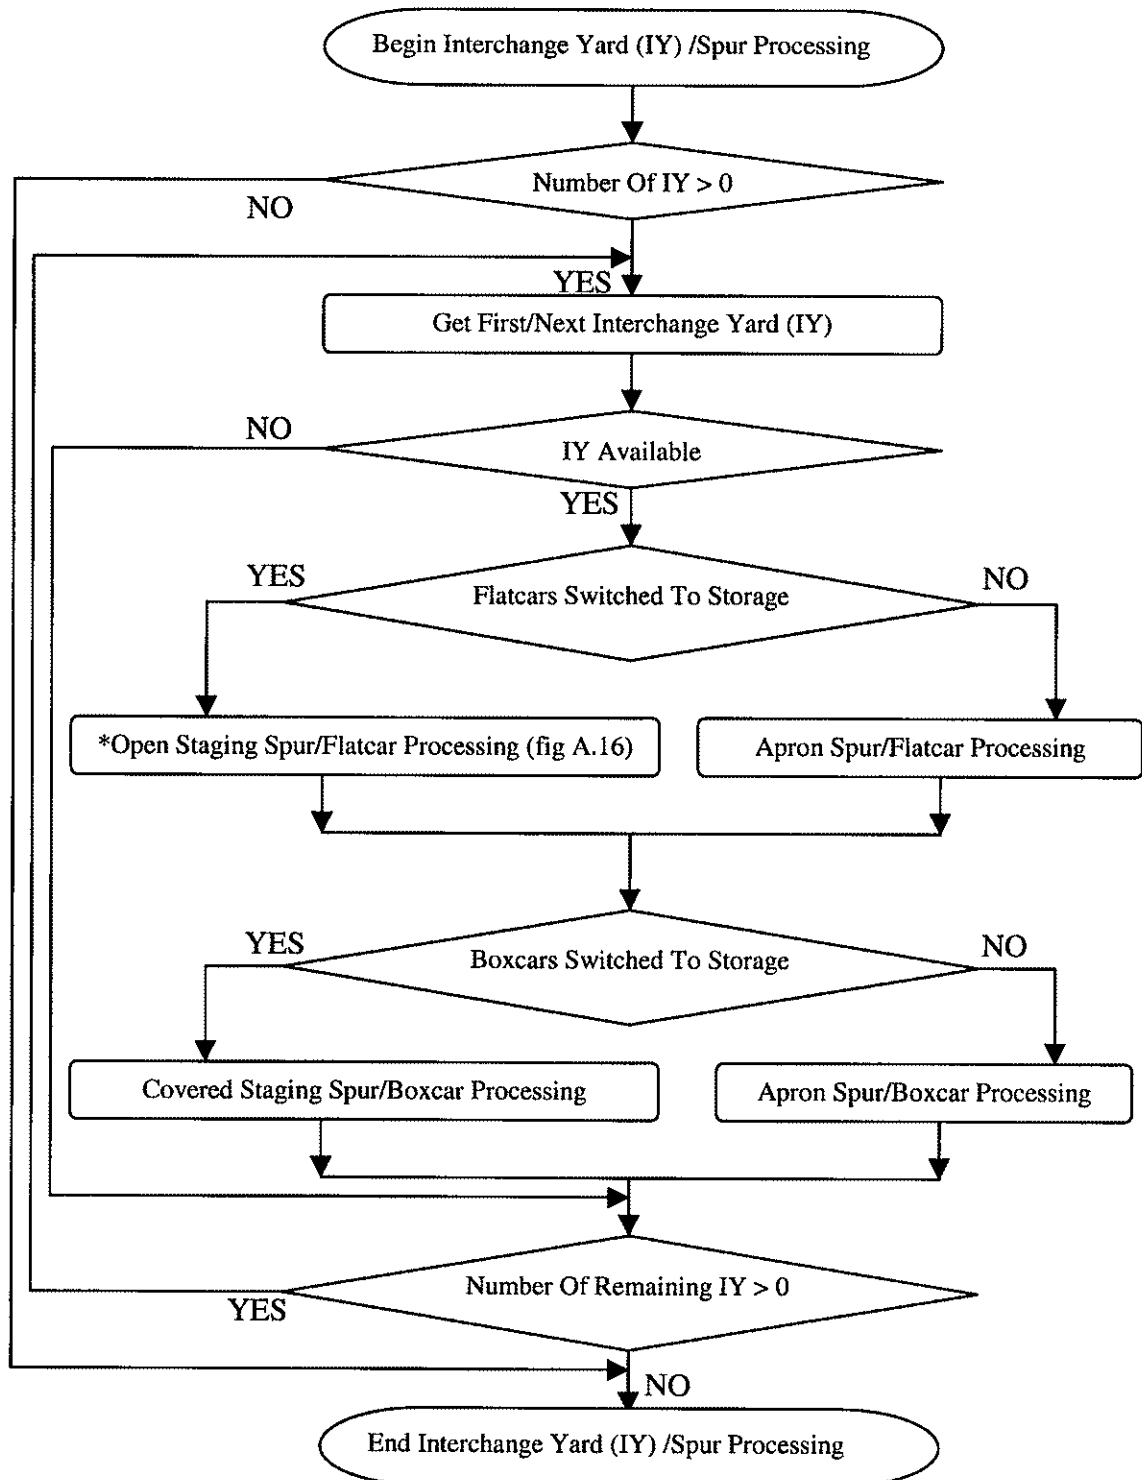 Begin Interchange Yard (IY) /Spur Processing
Number Of IY > 0
NO
YES
Get First/Next Interchange Yard (IY)
NO
IY Available
YES
YES
Flatcars Switched To Storage
NO
*Open Staging Spur/Flatcar Processing (fig A.16)
Apron Spur/Flatcar Processing
YES
Boxcars Switched To Storage
NO
Covered Staging Spur/Boxcar Processing
Apron Spur/Boxcar Processing
Number Of Remaining IY > 0
YES
NO
End Interchange Yard (IY) /Spur Processing